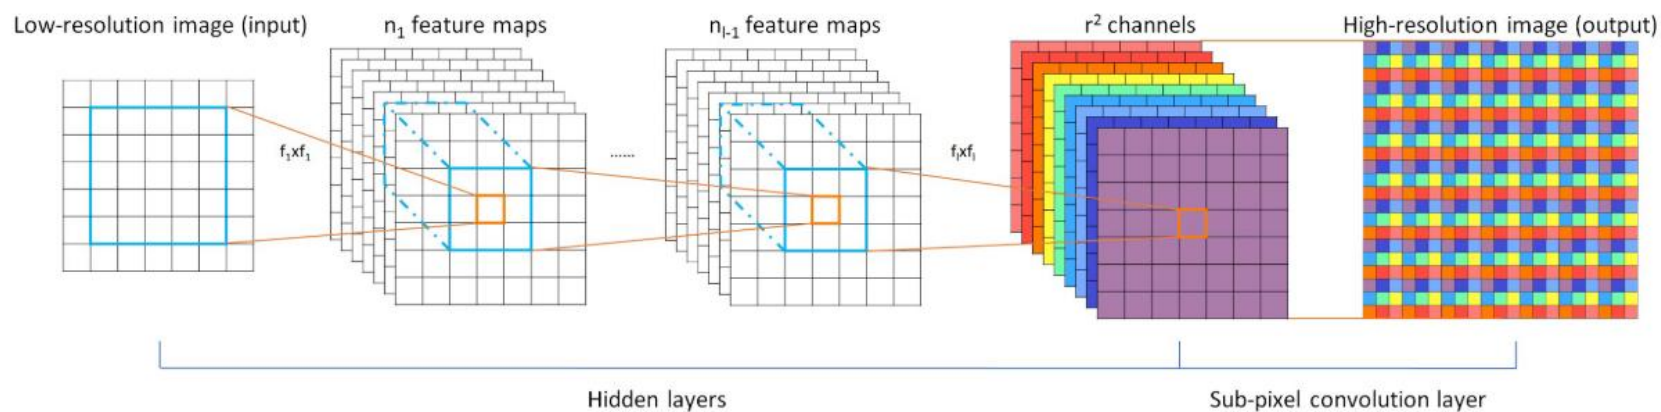 Low-resolution image (input)
n₁ feature maps
nₗ₋₁ feature maps
r² channels
High-resolution image (output)
f₁xf₁
......
fₗxfₗ
Hidden layers
Sub-pixel convolution layer